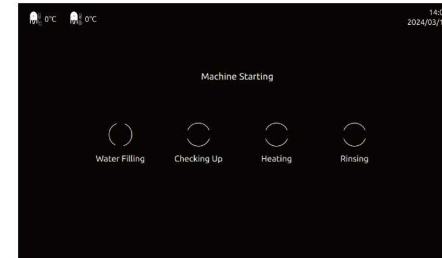 0°C 0°C 14:0
2024/03/1
Machine Starting
Water Filling Checking Up Heating Rinsing